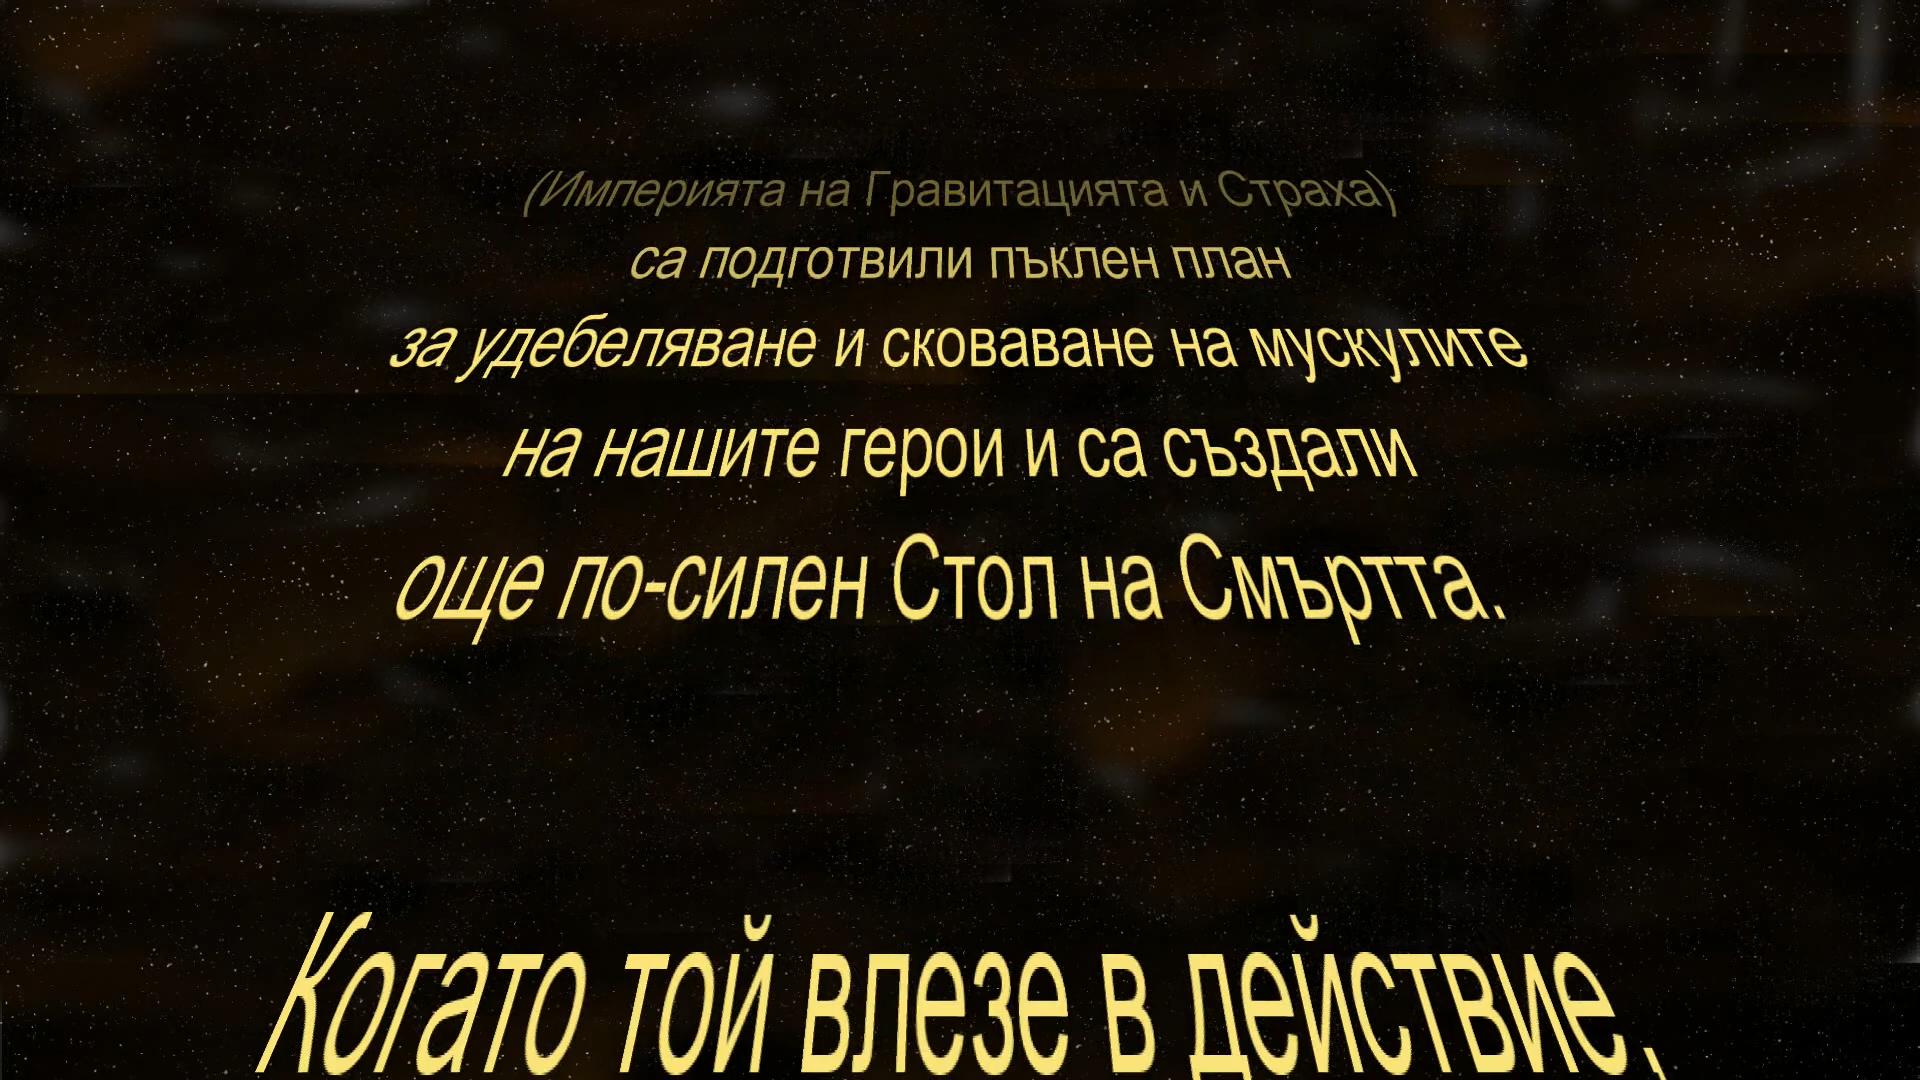 (Империята на Гравитацията и Страха)
са подготвили пъклен план
за удебеляване и сковаване на мускулите
на нашите герои и са създали
още по-силен Стол на Смъртта.
Когато той влезе в действие,